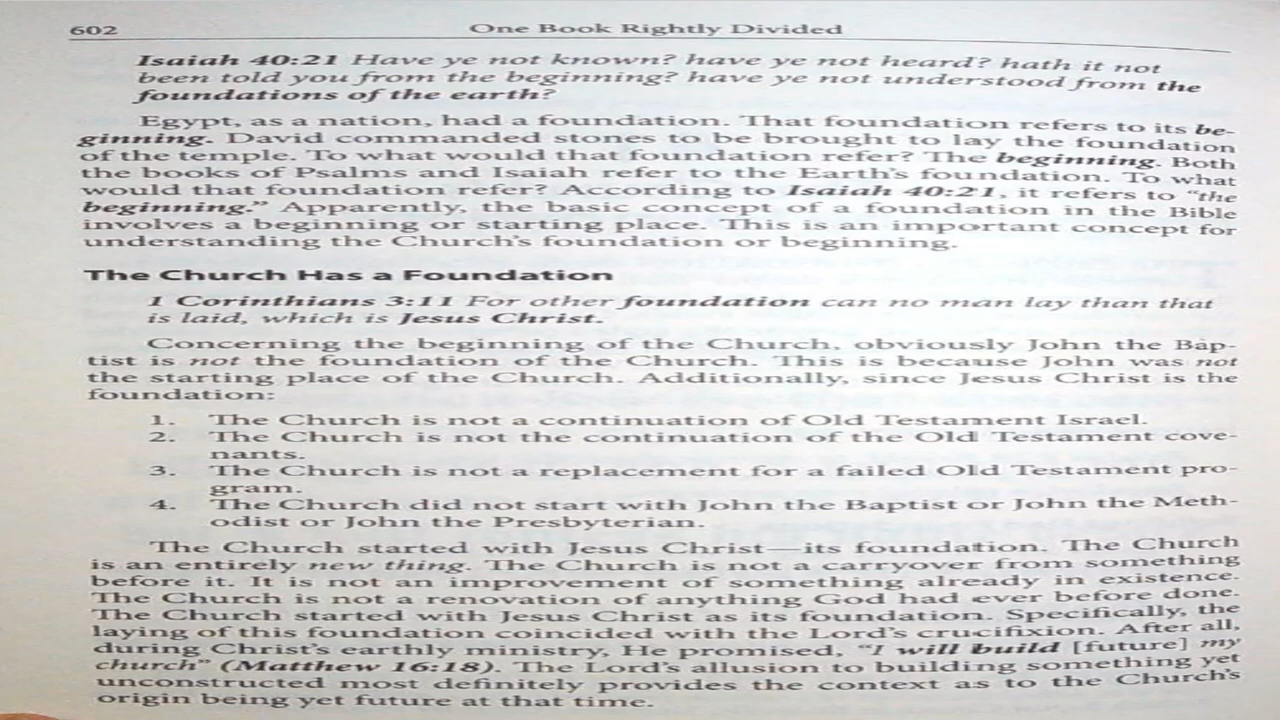 602
One Book Rightly Divided
Isaiah 40:21 Have ye not known? have ye not heard? hath it not
been told you from the beginning? have ye not understood from the
foundations of the earth?
Egypt, as a nation, had a foundation. That foundation refers to its be-
ginning. David commanded stones to be brought to lay the foundation
of the temple. To what would that foundation refer? The beginning. Both
the books of Psalms and Isaiah refer to the Earth's foundation. To what
would that foundation refer? According to Isaiah 40:21, it refers to "the
beginning." Apparently, the basic concept of a foundation in the Bible
involves a beginning or starting place. This is an important concept for
understanding the Church's foundation or beginning.
The Church Has a Foundation
1 Corinthians 3:11 For other foundation can no man lay than that
is laid, which is Jesus Christ.
Concerning the beginning of the Church, obviously John the Bap-
tist is not the foundation of the Church. This is because John was not
the starting place of the Church. Additionally, since Jesus Christ is the
foundation:
1. The Church is not a continuation of Old Testament Israel.
2. The Church is not the continuation of the Old Testament cove-
nants.
3. The Church is not a replacement for a failed Old Testament pro-
gram.
4. The Church did not start with John the Baptist or John the Meth-
odist or John the Presbyterian.
The Church started with Jesus Christ—its foundation. The Church
is an entirely new thing. The Church is not a carryover from something
before it. It is not an improvement of something already in existence.
The Church is not a renovation of anything God had ever before done.
The Church started with Jesus Christ as its foundation. Specifically, the
laying of this foundation coincided with the Lord's crucifixion. After all,
during Christ's earthly ministry, He promised, "I will build [future] my
church" (Matthew 16:18). The Lord's allusion to building something yet
unconstructed most definitely provides the context as to the Church's
origin being yet future at that time.